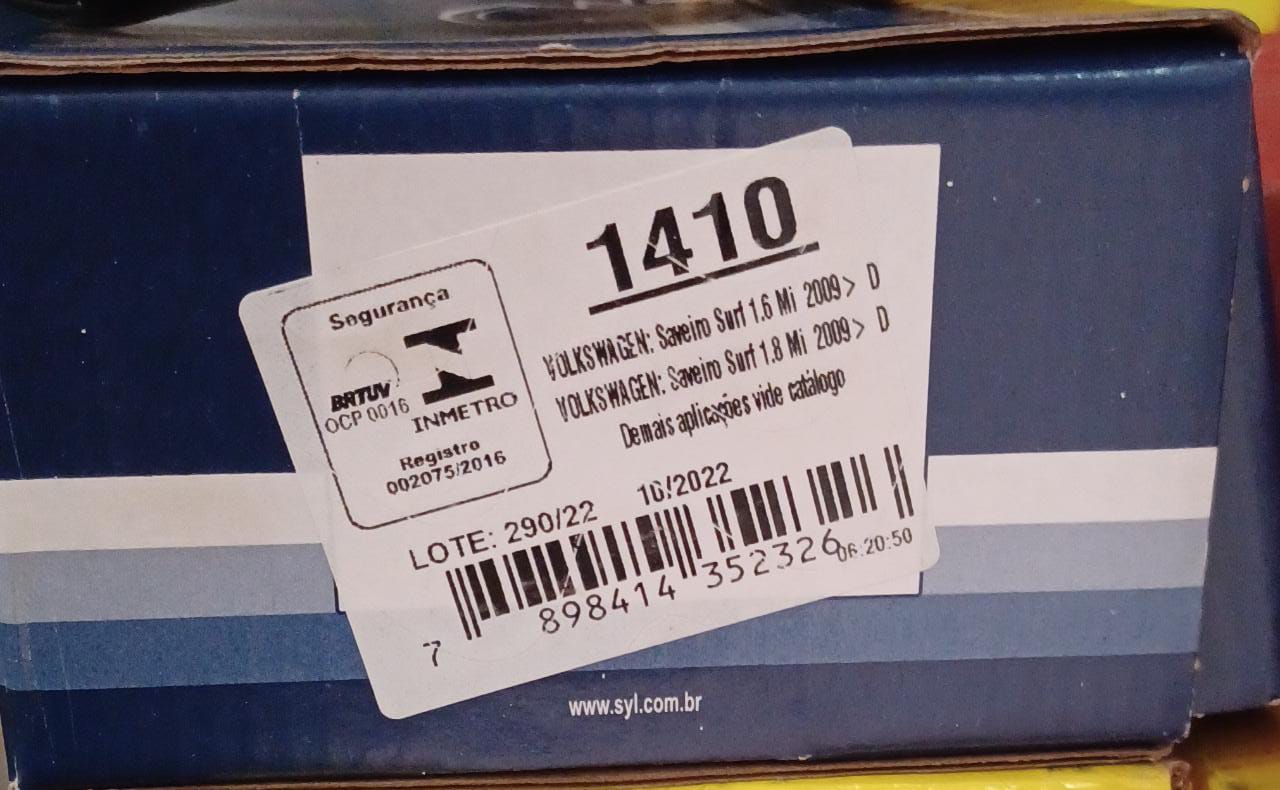 1410
VOLKSWAGEN: Saveiro Surf 1.6 Mi 2009> D
VOLKSWAGEN: Saveiro Surf 1.8 Mi 2009> D
Demais aplicações vide catálogo
Segurança
BRTUV
OCP 0016
INMETRO
Registro
002075/2016
LOTE: 290/22 10/2022
06:20:50
7 898414 352326
www.syl.com.br